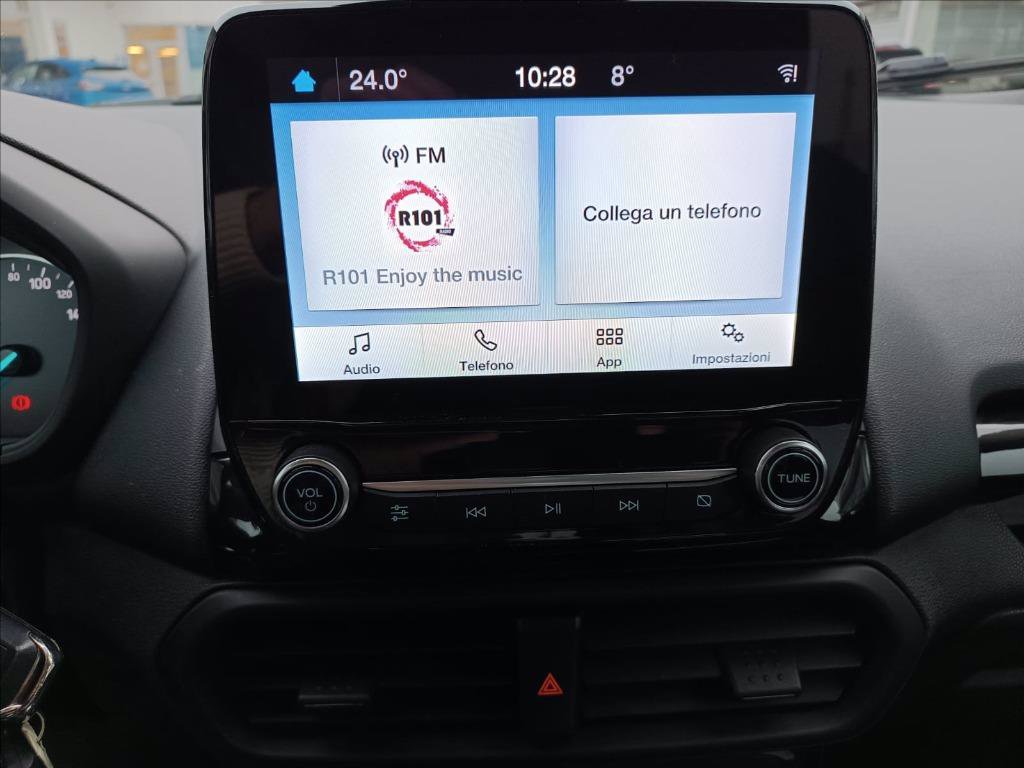 24.0° 10:28 8°
FM
R101
RADIO
R101 Enjoy the music
Collega un telefono
Audio Telefono App Impostazioni
80 100 120 14
VOL
TUNE